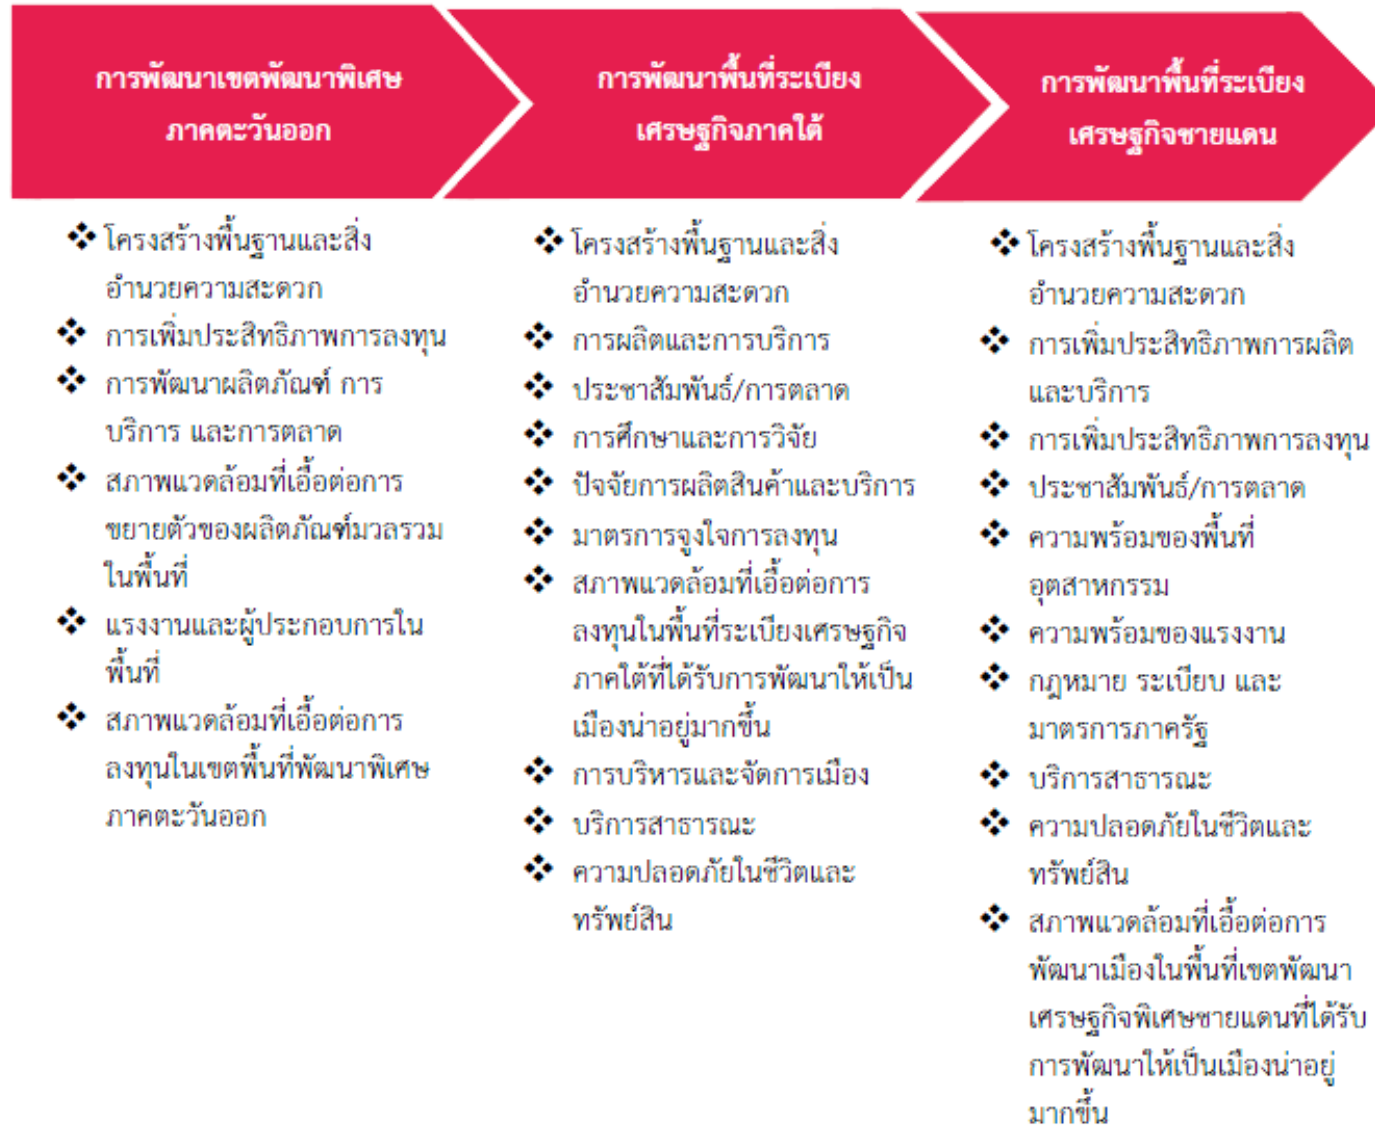 การพัฒนาเขตพัฒนาพิเศษ
ภาคตะวันออก
❖ โครงสร้างพื้นฐานและสิ่ง
อำนวยความสะดวก
❖ การเพิ่มประสิทธิภาพการลงทุน
❖ การพัฒนาผลิตภัณฑ์ การ
บริการ และการตลาด
❖ สภาพแวดล้อมที่เอื้อต่อการ
ขยายตัวของผลิตภัณฑ์มวลรวม
ในพื้นที่
❖ แรงงานและผู้ประกอบการใน
พื้นที่
❖ สภาพแวดล้อมที่เอื้อต่อการ
ลงทุนในเขตพื้นที่พัฒนาพิเศษ
ภาคตะวันออก
การพัฒนาพื้นที่ระเบียง
เศรษฐกิจภาคใต้
❖ โครงสร้างพื้นฐานและสิ่ง
อำนวยความสะดวก
❖ การผลิตและการบริการ
❖ ประชาสัมพันธ์/การตลาด
❖ การศึกษาและการวิจัย
❖ ปัจจัยการผลิตสินค้าและบริการ
❖ มาตรการจูงใจการลงทุน
❖ สภาพแวดล้อมที่เอื้อต่อการ
ลงทุนในพื้นที่ระเบียงเศรษฐกิจ
ภาคใต้ที่ได้รับการพัฒนาให้เป็น
เมืองน่าอยู่มากขึ้น
❖ การบริหารและจัดการเมือง
❖ บริการสาธารณะ
❖ ความปลอดภัยในชีวิตและ
ทรัพย์สิน
การพัฒนาพื้นที่ระเบียง
เศรษฐกิจชายแดน
❖ โครงสร้างพื้นฐานและสิ่ง
อำนวยความสะดวก
❖ การเพิ่มประสิทธิภาพการผลิต
และบริการ
❖ การเพิ่มประสิทธิภาพการลงทุน
❖ ประชาสัมพันธ์/การตลาด
❖ ความพร้อมของพื้นที่
อุตสาหกรรม
❖ ความพร้อมของแรงงาน
❖ กฎหมาย ระเบียบ และ
มาตรการภาครัฐ
❖ บริการสาธารณะ
❖ ความปลอดภัยในชีวิตและ
ทรัพย์สิน
❖ สภาพแวดล้อมที่เอื้อต่อการ
พัฒนาเมืองในพื้นที่เขตพัฒนา
เศรษฐกิจพิเศษชายแดนที่ได้รับ
การพัฒนาให้เป็นเมืองน่าอยู่
มากขึ้น